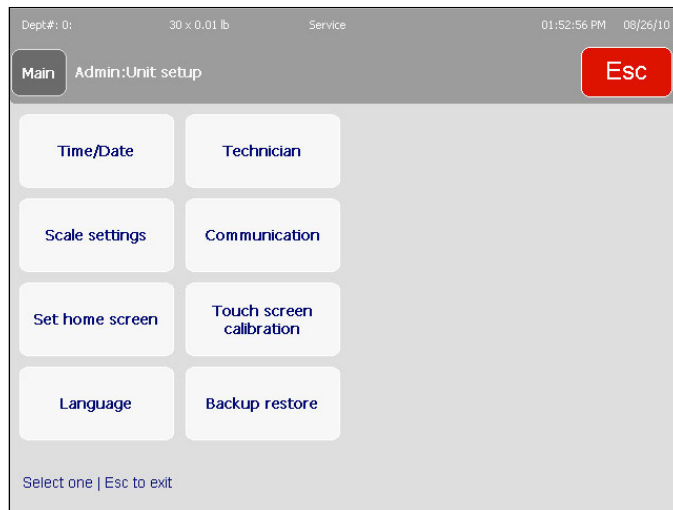 Dept#: 0: 30 x 0.01 lb Service 01:52:56 PM 08/26/10
Main Admin:Unit setup Esc
Time/Date Technician
Scale settings Communication
Set home screen Touch screen
calibration
Language Backup restore
Select one | Esc to exit